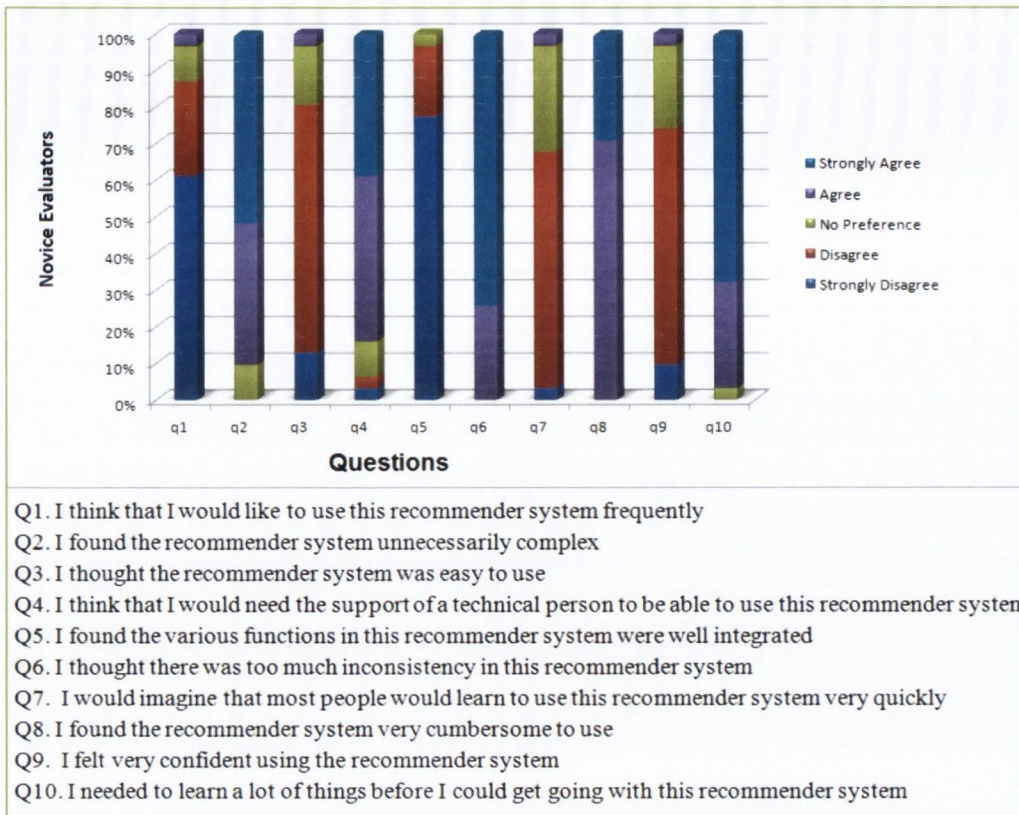 100%
90%
80%
70%
60%
50%
40%
30%
20%
10%
0%
Novice Evaluators
q1 q2 q3 q4 q5 q6 q7 q8 q9 q10
Questions
Strongly Agree
Agree
No Preference
Disagree
Strongly Disagree
Q1. I think that I would like to use this recommender system frequently
Q2. I found the recommender system unnecessarily complex
Q3. I thought the recommender system was easy to use
Q4. I think that I would need the support of a technical person to be able to use this recommender system
Q5. I found the various functions in this recommender system were well integrated
Q6. I thought there was too much inconsistency in this recommender system
Q7. I would imagine that most people would learn to use this recommender system very quickly
Q8. I found the recommender system very cumbersome to use
Q9. I felt very confident using the recommender system
Q10. I needed to learn a lot of things before I could get going with this recommender system